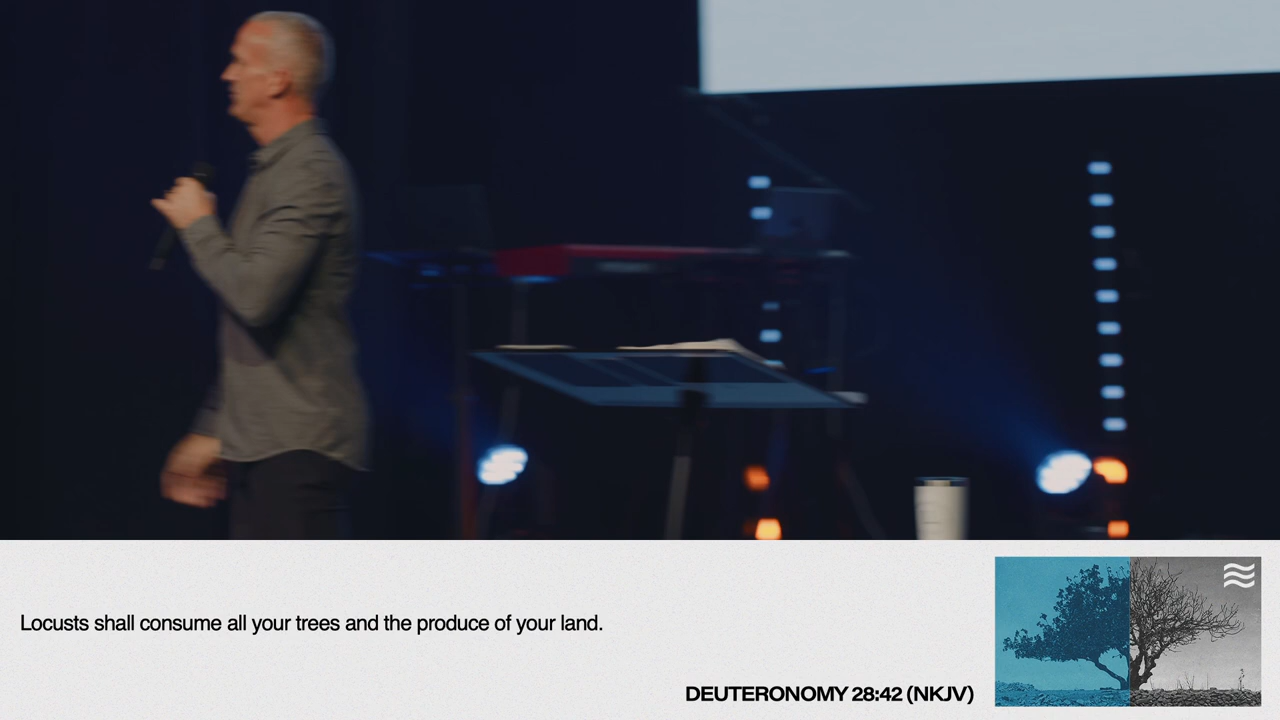 Locusts shall consume all your trees and the produce of your land.
DEUTERONOMY 28:42 (NKJV)